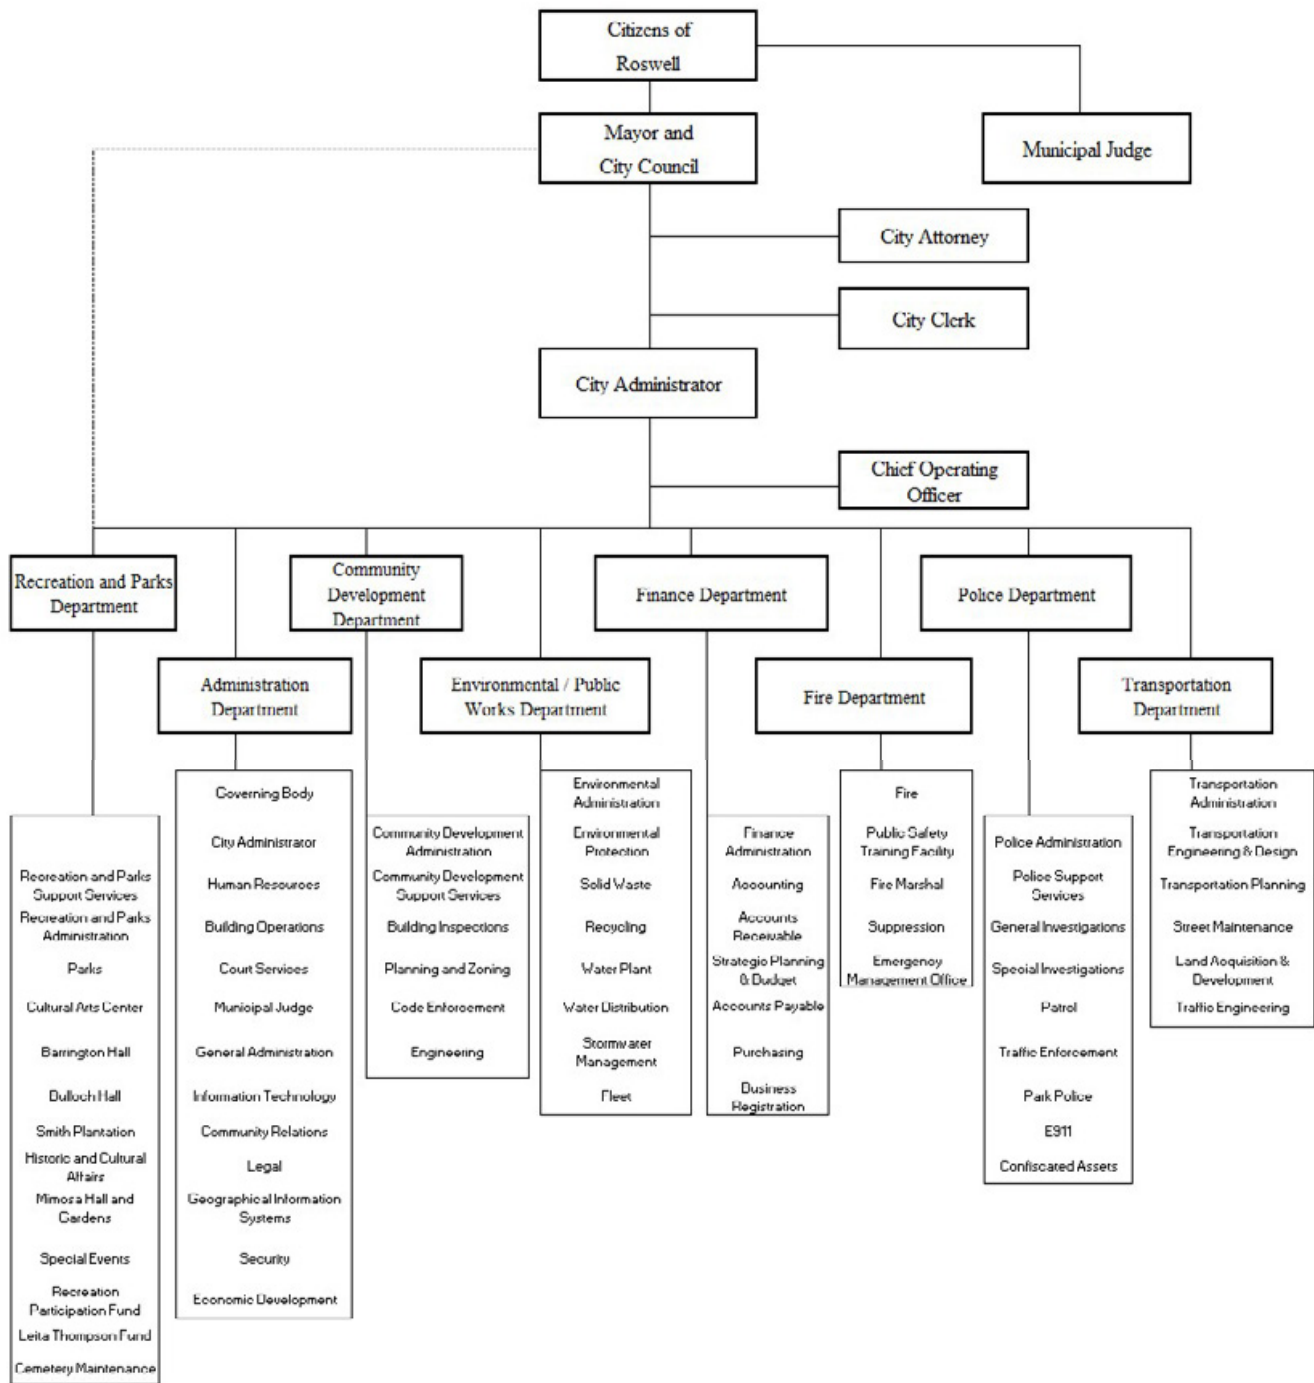 Citizens of
Roswell
Mayor and
City Council
Municipal Judge
City Attorney
City Clerk
City Administrator
Chief Operating
Officer
Recreation and Parks
Department
Community
Development
Department
Finance Department
Police Department
Administration
Department
Environmental / Public
Works Department
Fire Department
Transportation
Department
Recreation and Parks
Support Services
Recreation and Parks
Administration
Parks
Cultural Arts Center
Barrington Hall
Bulloch Hall
Smith Plantation
Historic and Cultural
Affairs
Mimosa Hall and
Gardens
Special Events
Recreation
Participation Fund
Leita Thompson Fund
Cemetery Maintenance
Governing Body
City Administrator
Human Resources
Building Operations
Court Services
Municipal Judge
General Administration
Information Technology
Community Relations
Legal
Geographical Information
Systems
Security
Economic Development
Community Development
Administration
Community Development
Support Services
Building Inspections
Planning and Zoning
Code Enforcement
Engineering
Environmental
Administration
Environmental
Protection
Solid Waste
Recycling
Water Plant
Water Distribution
Stormwater
Management
Fleet
Finance
Administration
Accounting
Accounts
Receivable
Strategic Planning
& Budget
Accounts Payable
Purchasing
Business
Registration
Fire
Public Safety
Training Facility
Fire Marshal
Suppression
Emergency
Management Office
Police Administration
Police Support
Services
General Investigations
Special Investigations
Patrol
Traffic Enforcement
Park Police
E911
Confiscated Assets
Transportation
Administration
Transportation
Engineering & Design
Transportation Planning
Street Maintenance
Land Acquisition &
Development
Traffic Engineering